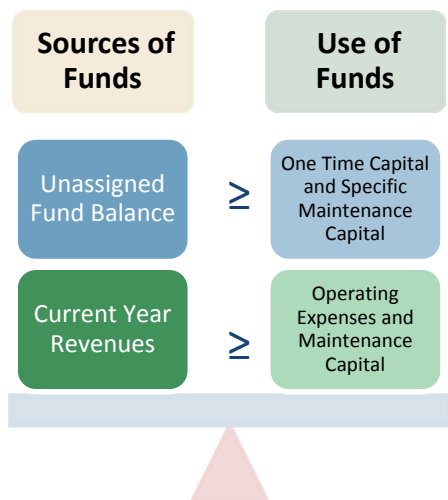 Sources of
Funds
Use of
Funds
Unassigned
Fund Balance
≥
One Time Capital
and Specific
Maintenance
Capital
Current Year
Revenues
≥
Operating
Expenses and
Maintenance
Capital